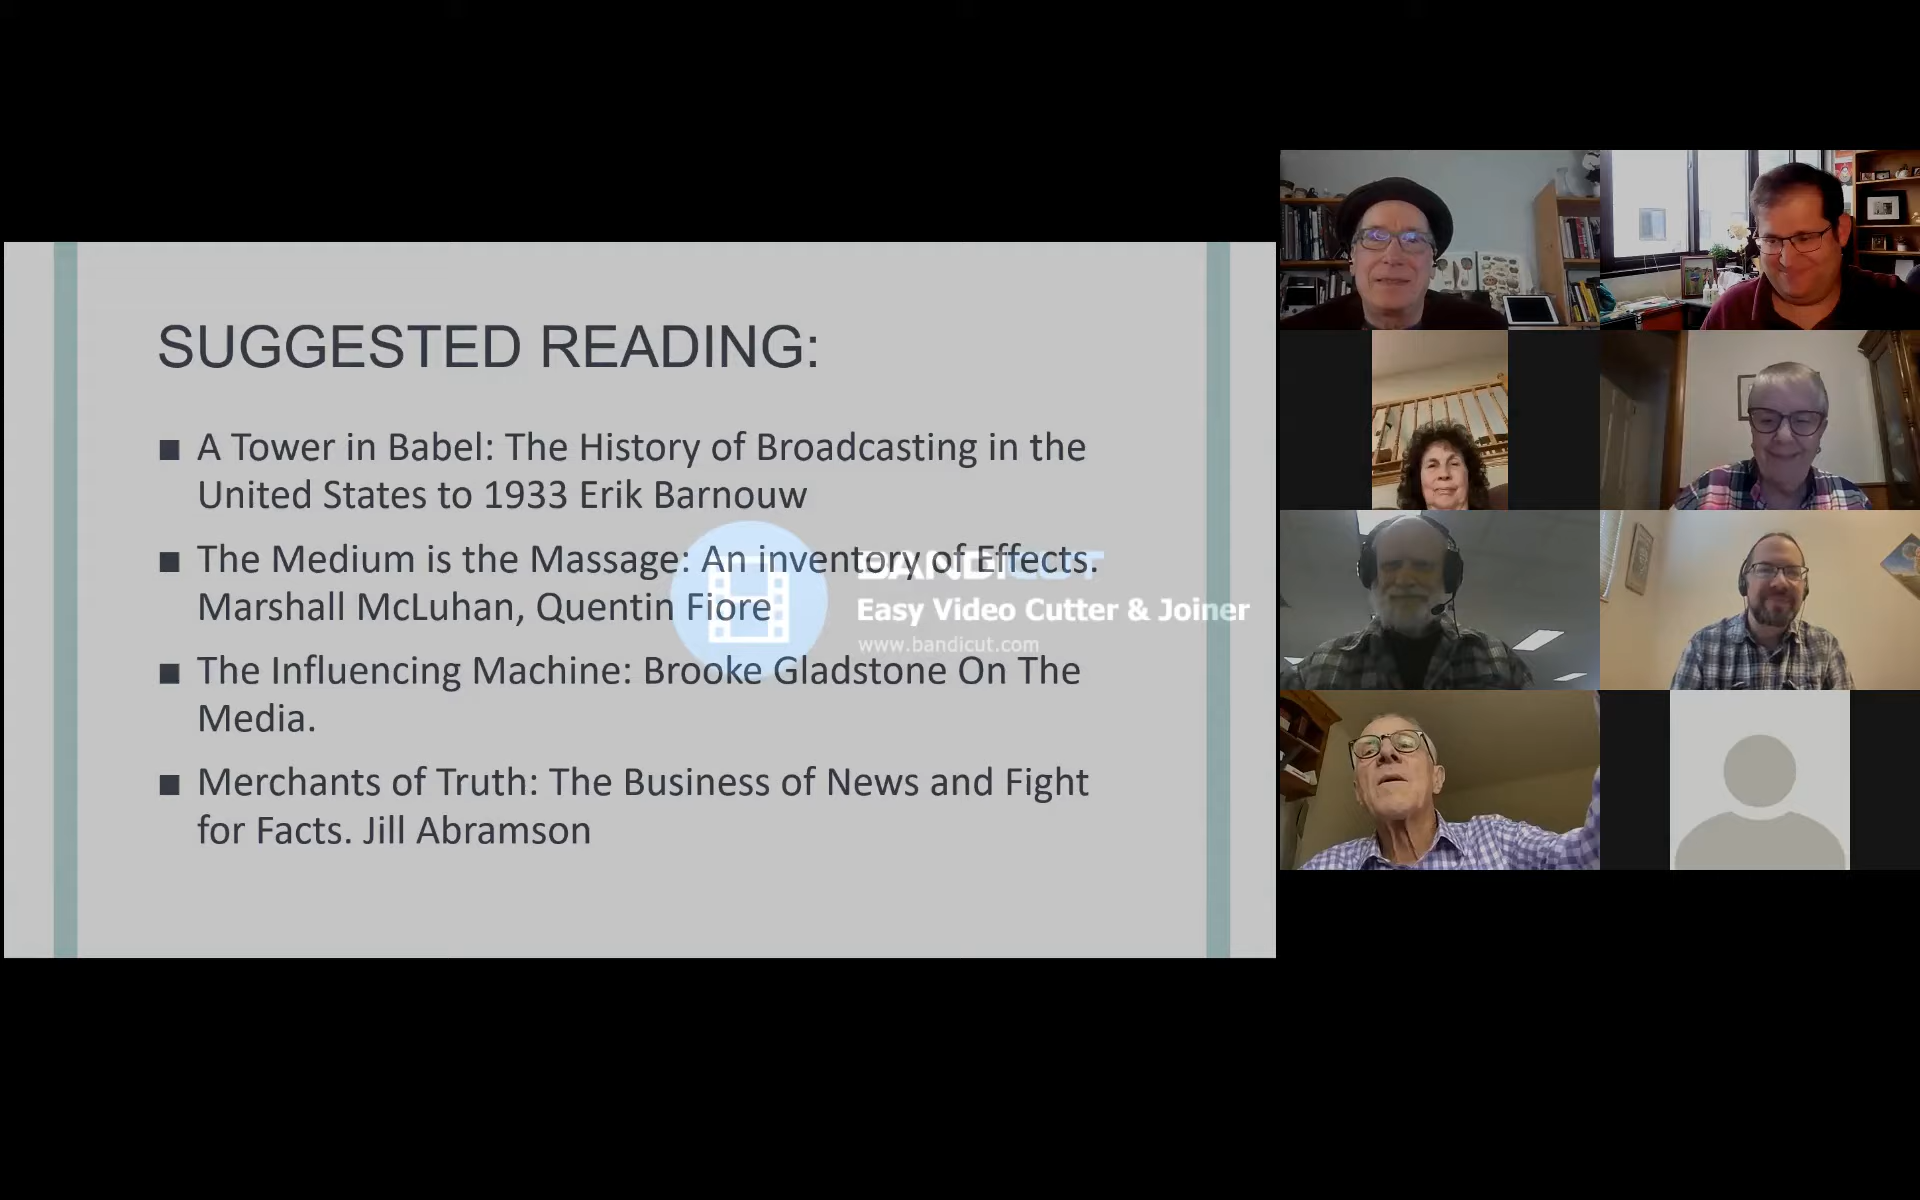 SUGGESTED READING:
■ A Tower in Babel: The History of Broadcasting in the
United States to 1933 Erik Barnouw
■ The Medium is the Massage: An inventory of Effects.
Marshall McLuhan, Quentin Fiore
■ The Influencing Machine: Brooke Gladstone On The
Media.
■ Merchants of Truth: The Business of News and Fight
for Facts. Jill Abramson
BANDICUT
Easy Video Cutter & Joiner
www.bandicut.com